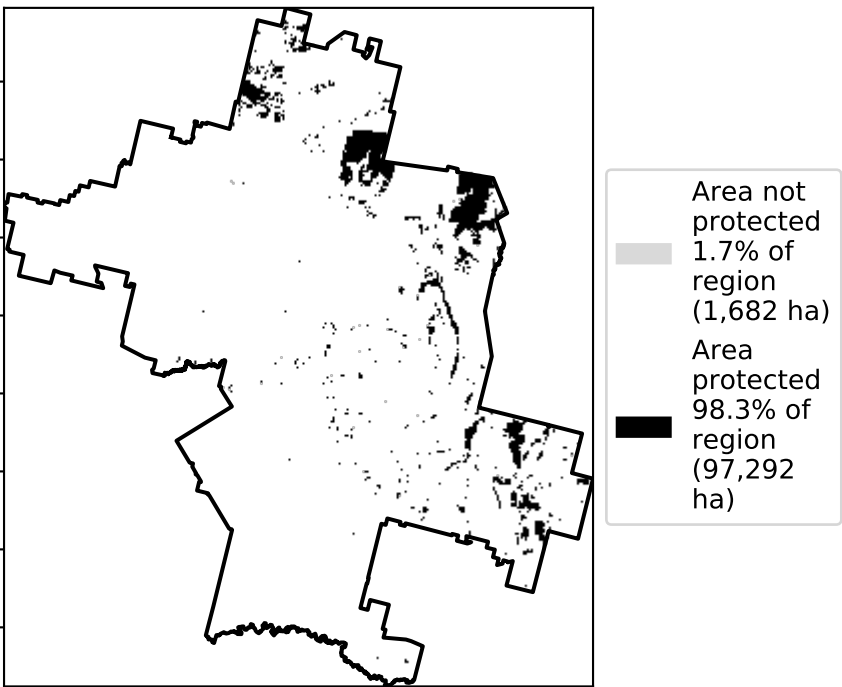 Area not
protected
1.7% of
region
(1,682 ha)
Area
protected
98.3% of
region
(97,292
ha)